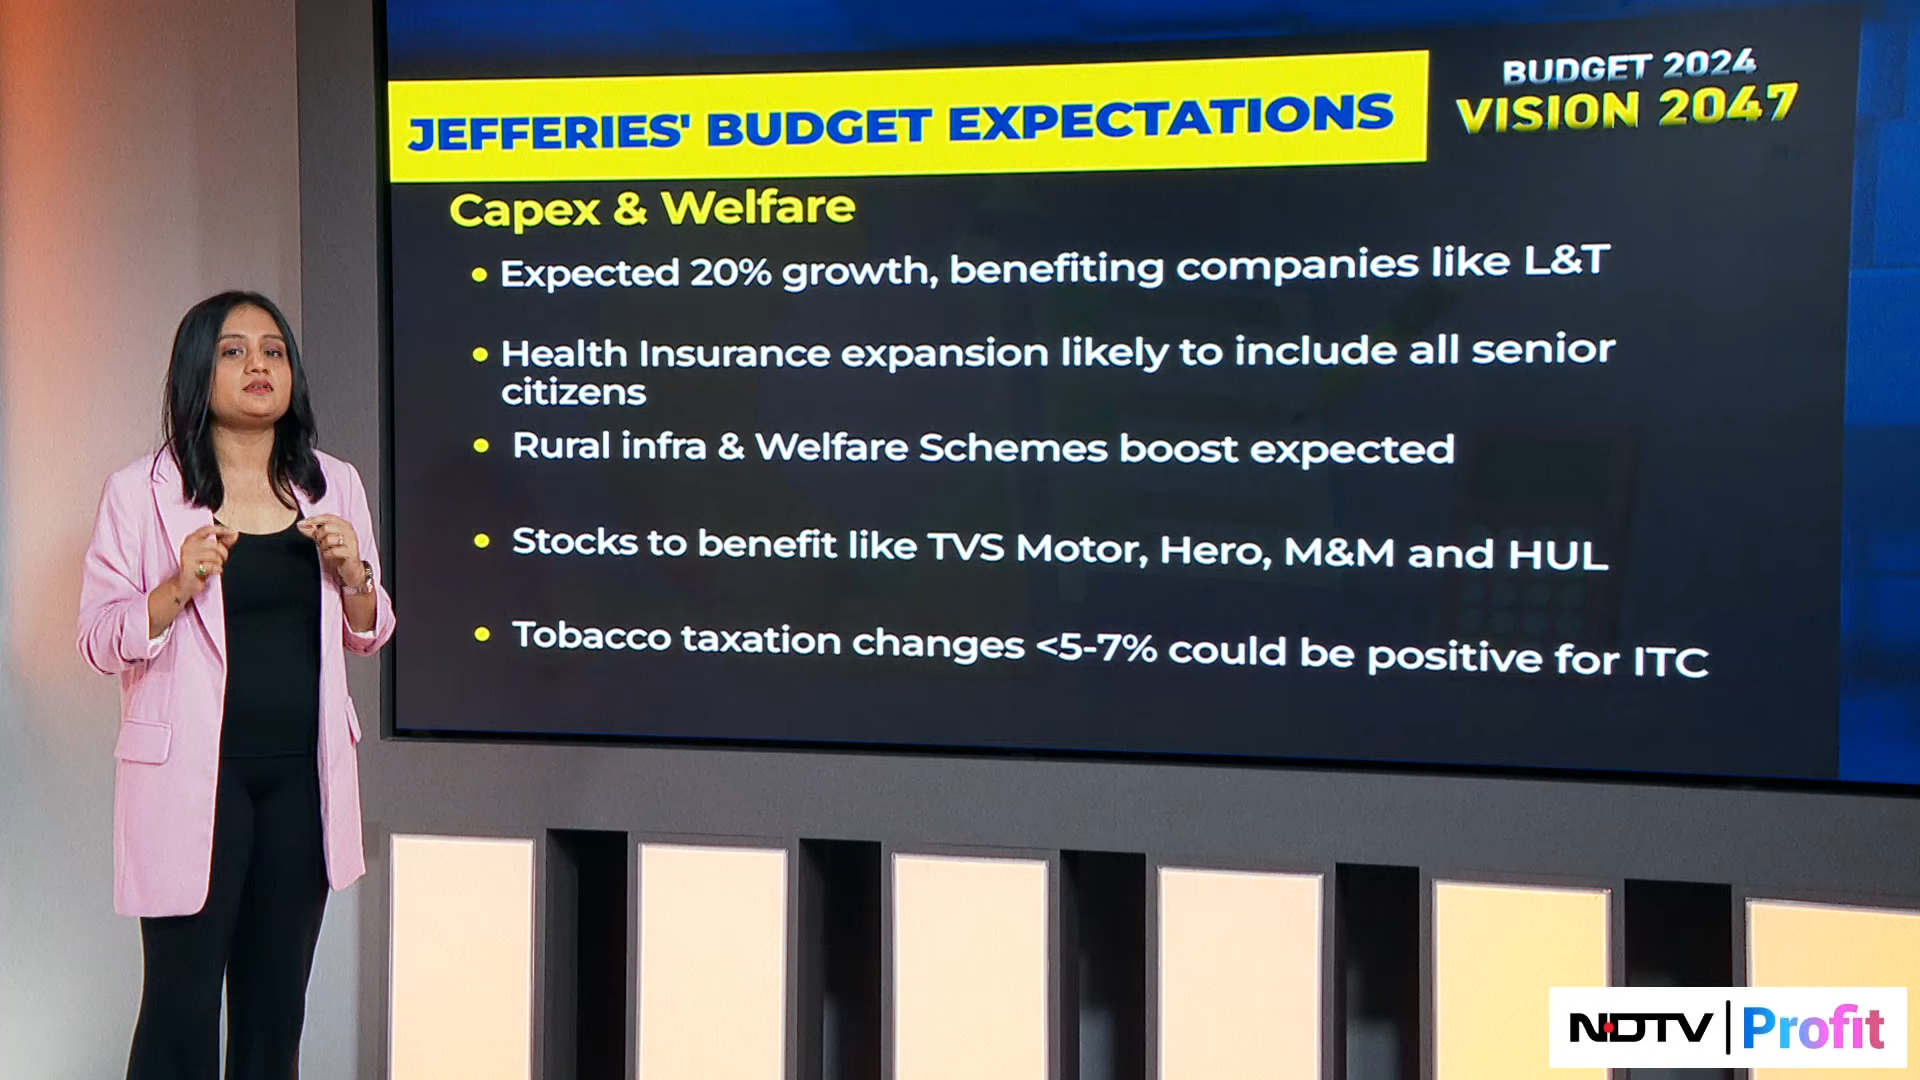 JEFFERIES' BUDGET EXPECTATIONS
BUDGET 2024
VISION 2047
Capex & Welfare
• Expected 20% growth, benefiting companies like L&T
• Health Insurance expansion likely to include all senior
citizens
• Rural infra & Welfare Schemes boost expected
• Stocks to benefit like TVS Motor, Hero, M&M and HUL
• Tobacco taxation changes <5-7% could be positive for ITC
NDTV | Profit